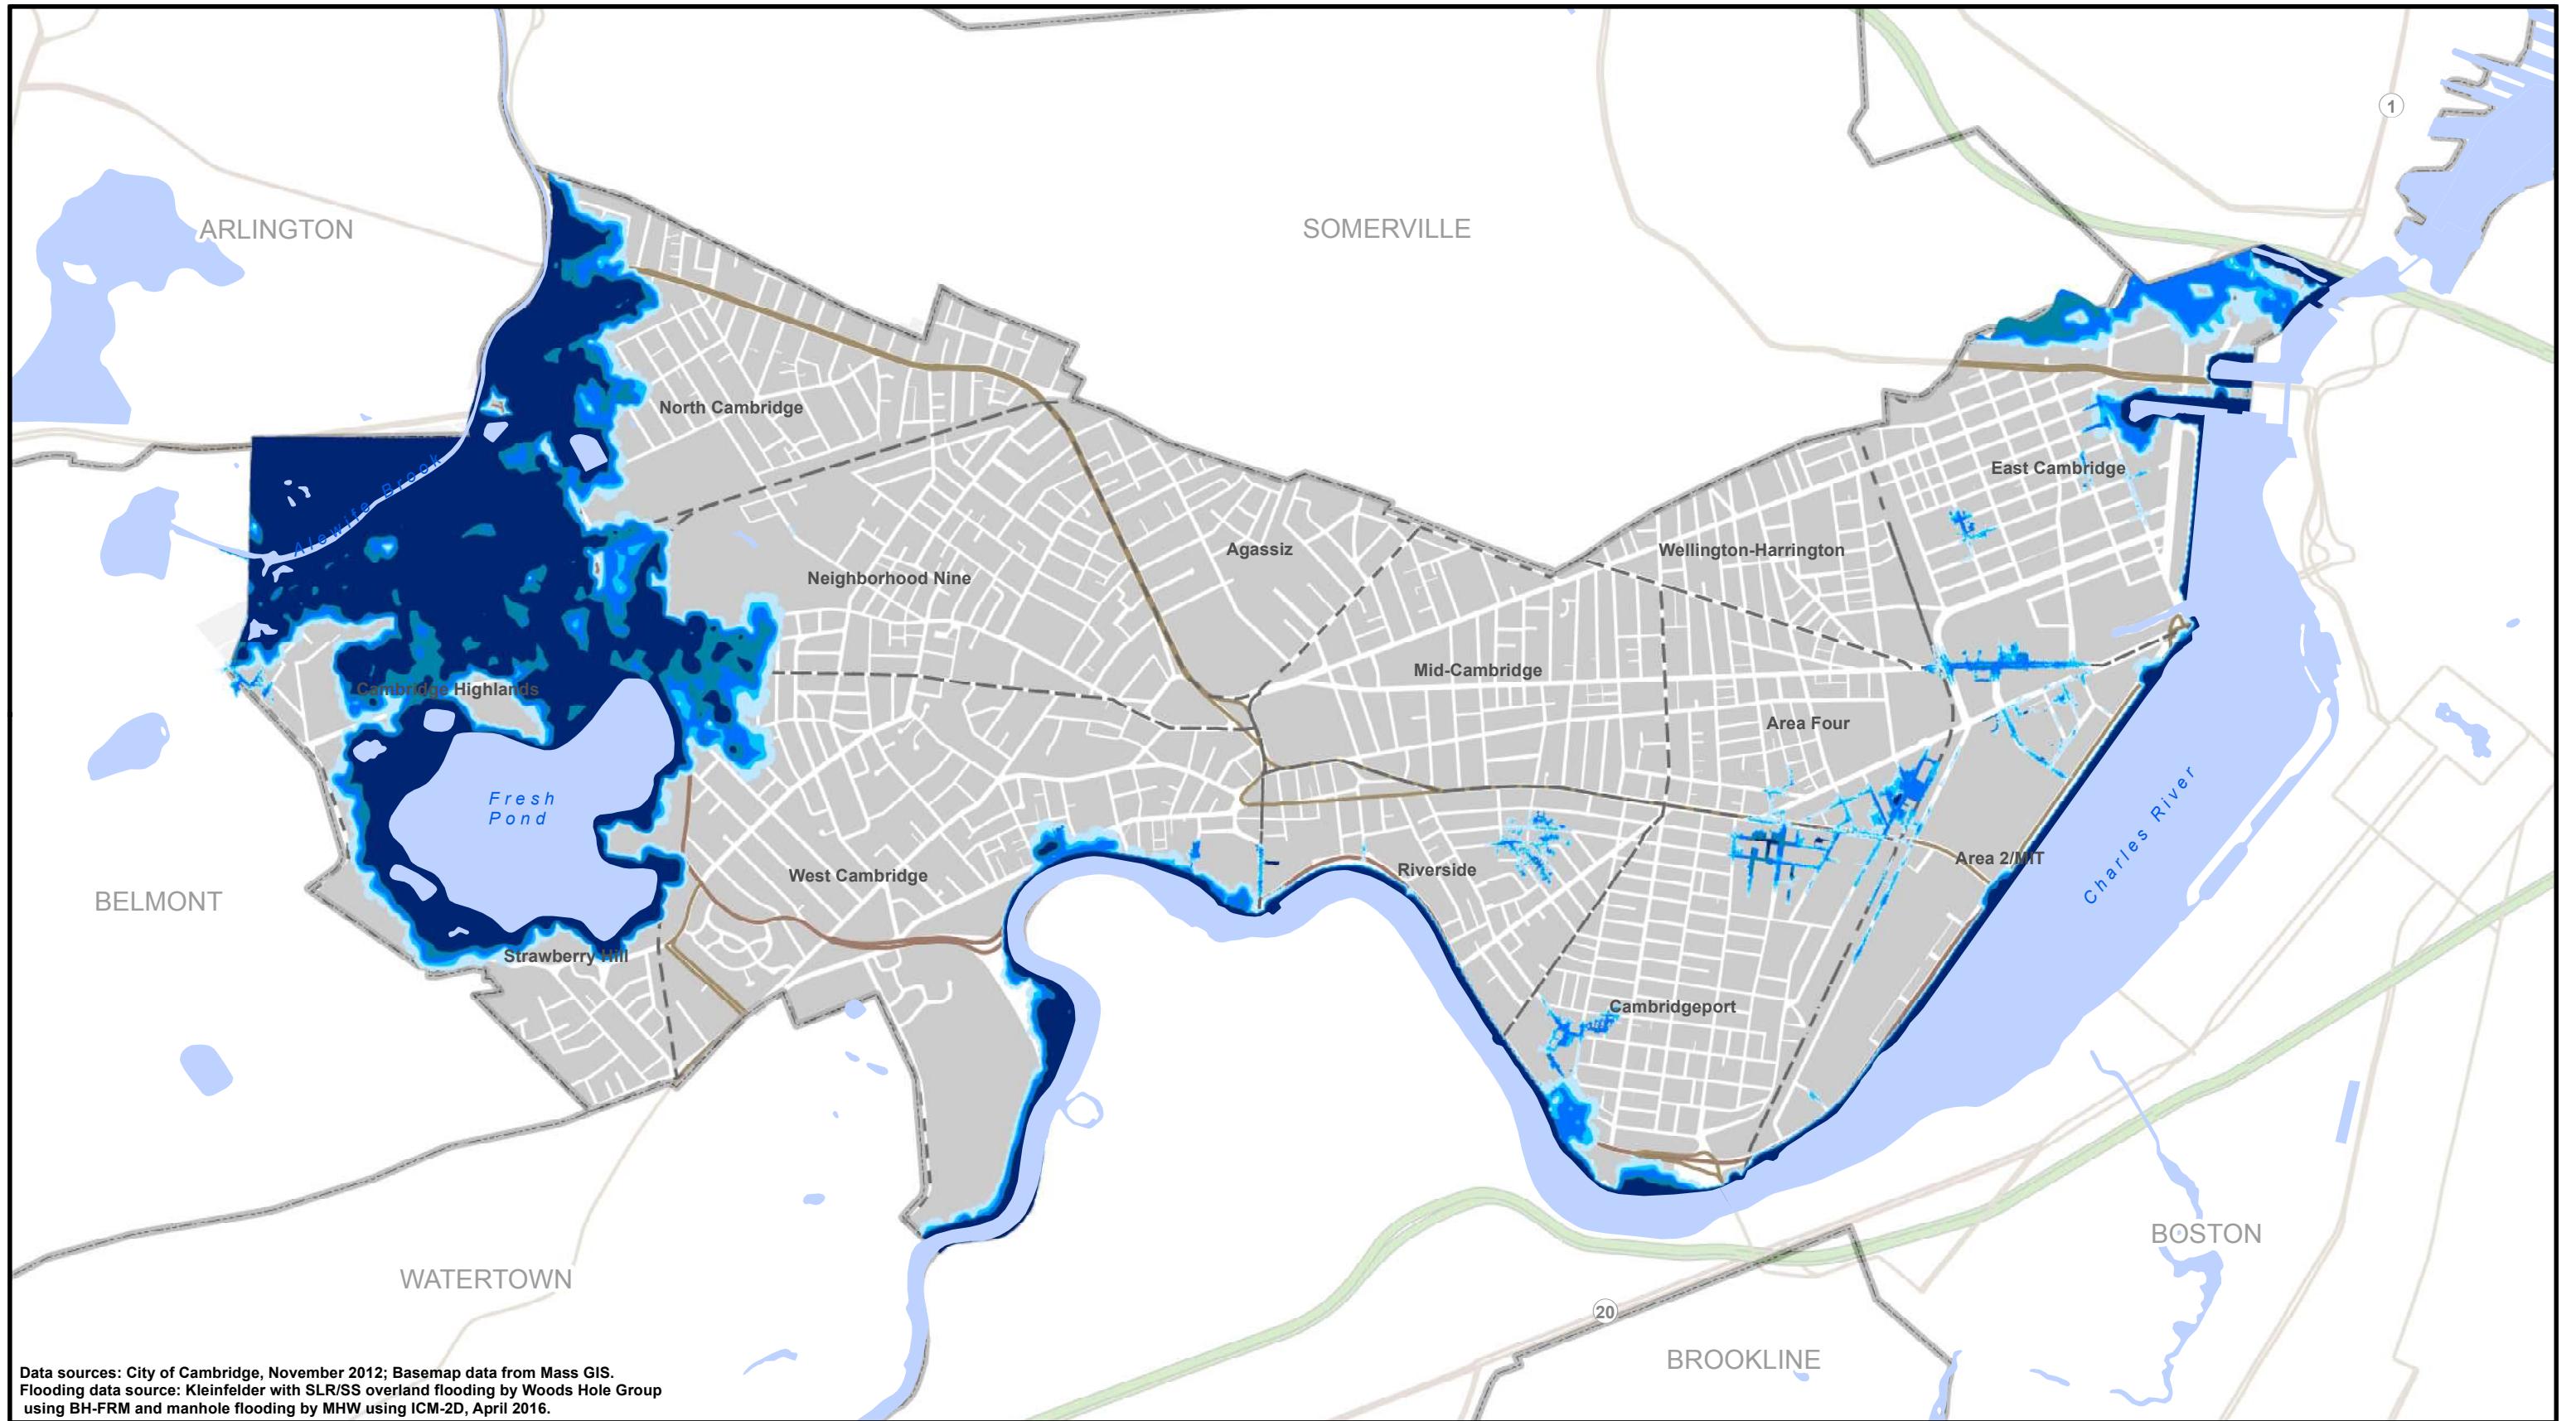 1
ARLINGTON
SOMERVILLE
North Cambridge
East Cambridge
Alewife Brook
Agassiz
Wellington-Harrington
Neighborhood Nine
Mid-Cambridge
Cambridge Highlands
Area Four
Fresh
Pond
Charles River
Area 2/MIT
Riverside
West Cambridge
BELMONT
Strawberry Hill
Cambridgeport
BOSTON
WATERTOWN
20
BROOKLINE
Data sources: City of Cambridge, November 2012; Basemap data from Mass GIS.
Flooding data source: Kleinfelder with SLR/SS overland flooding by Woods Hole Group
using BH-FRM and manhole flooding by MHW using ICM-2D, April 2016.